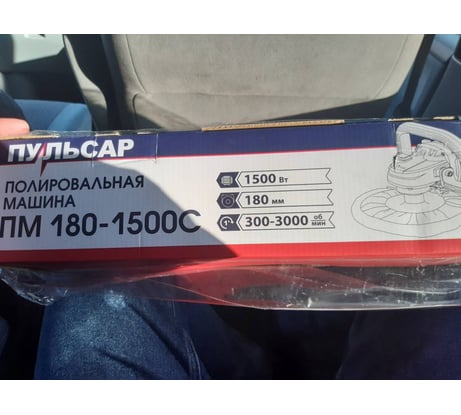 ПУЛЬСАР
ПОЛИРОВАЛЬНАЯ
МАШИНА
ПМ 180-1500С
1500 Вт
180 мм
300-3000 об
мин